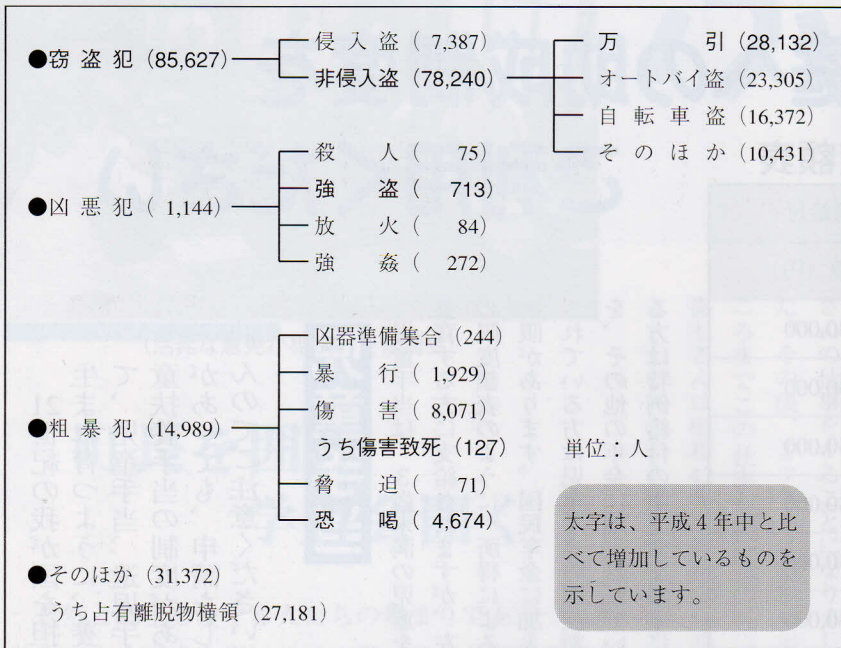 ●窃盗犯（85,627）
侵入盗（7,387）
非侵入盗（78,240）
万引（28,132）
オートバイ盗（23,305）
自転車盗（16,372）
そのほか（10,431）
●凶悪犯（1,144）
殺人（75）
強盗（713）
放火（84）
強姦（272）
●粗暴犯（14,989）
凶器準備集合（244）
暴行（1,929）
傷害（8,071）
うち傷害致死（127）
脅迫（71）
恐喝（4,674）
●そのほか（31,372）
うち占有離脱物横領（27,181）
単位：人
太字は、平成4年中と比
べて増加しているものを
示しています。